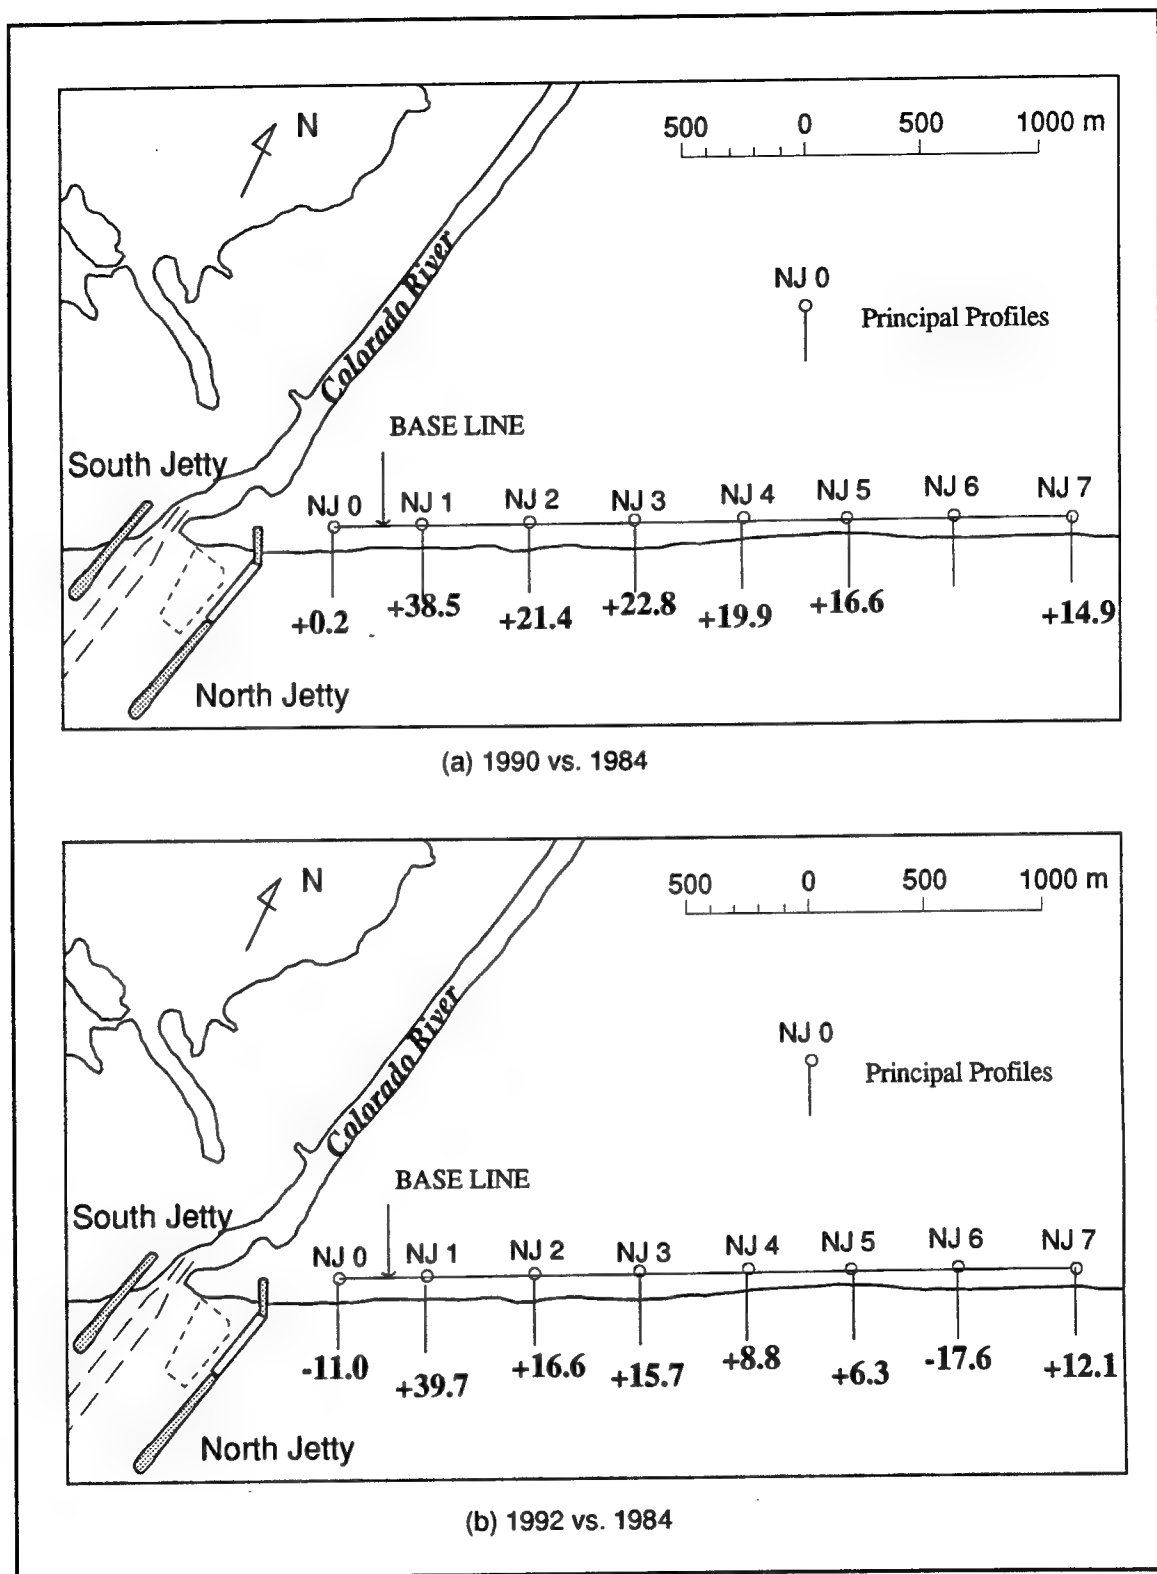 N
500 0 500 1000 m
NJ 0
Principal Profiles
Colorado River
BASE LINE
South Jetty
NJ 0 NJ 1 NJ 2 NJ 3 NJ 4 NJ 5 NJ 6 NJ 7
+0.2 +38.5 +21.4 +22.8 +19.9 +16.6 +14.9
North Jetty
(a) 1990 vs. 1984
N
500 0 500 1000 m
NJ 0
Principal Profiles
Colorado River
BASE LINE
South Jetty
NJ 0 NJ 1 NJ 2 NJ 3 NJ 4 NJ 5 NJ 6 NJ 7
-11.0 +39.7 +16.6 +15.7 +8.8 +6.3 -17.6 +12.1
North Jetty
(b) 1992 vs. 1984